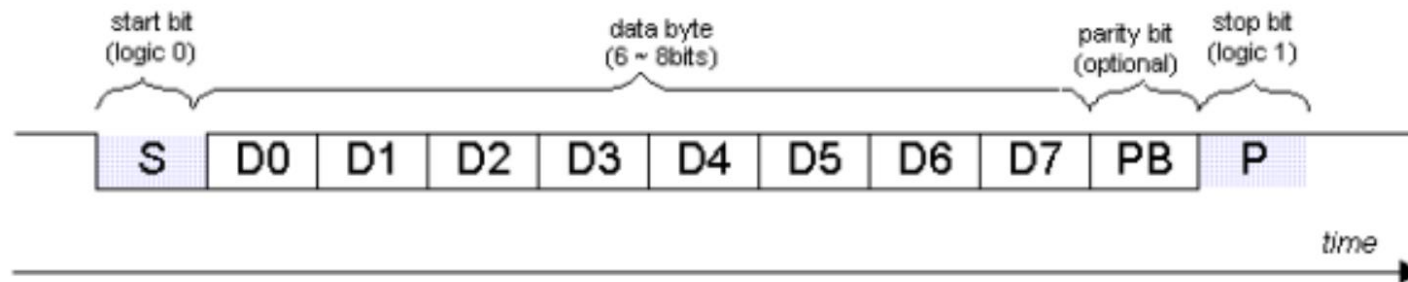 start bit
(logic 0)
data byte
(6 ~ 8bits)
parity bit
(optional)
stop bit
(logic 1)
S D0 D1 D2 D3 D4 D5 D6 D7 PB P
time